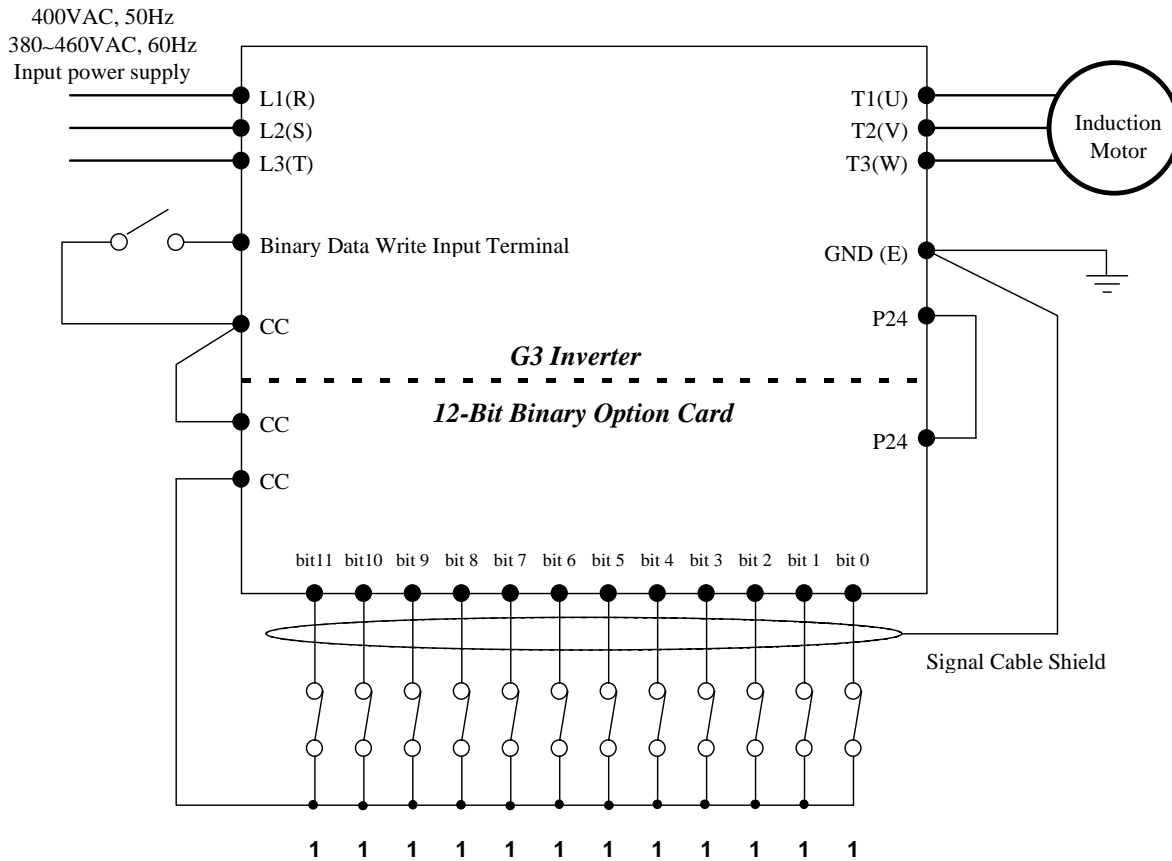 400VAC, 50Hz
380~460VAC, 60Hz
Input power supply
L1(R)
L2(S)
L3(T)
T1(U)
T2(V)
T3(W)
Induction
Motor
Binary Data Write Input Terminal
GND (E)
CC
P24
G3 Inverter
12-Bit Binary Option Card
CC
P24
CC
bit11 bit10 bit 9 bit 8 bit 7 bit 6 bit 5 bit 4 bit 3 bit 2 bit 1 bit 0
Signal Cable Shield
1 1 1 1 1 1 1 1 1 1 1 1